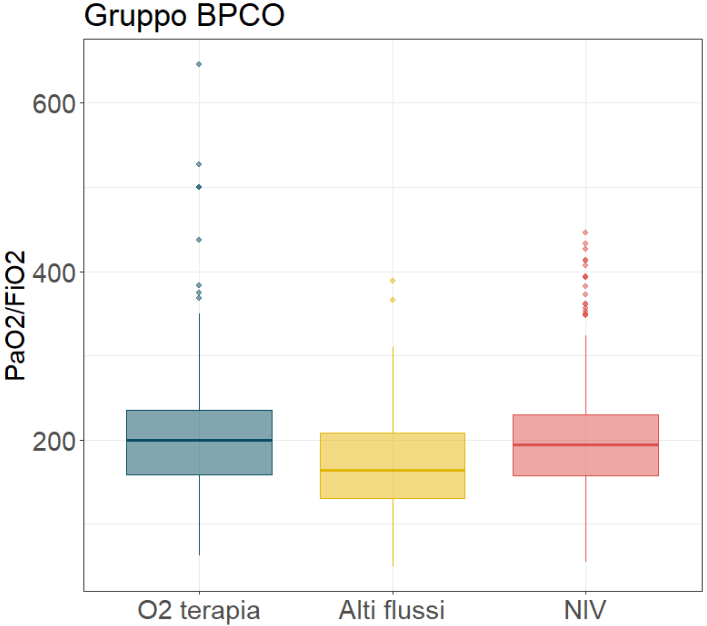 Gruppo BPCO
600
400
200
PaO2/FiO2
O2 terapia
Alti flussi
NIV